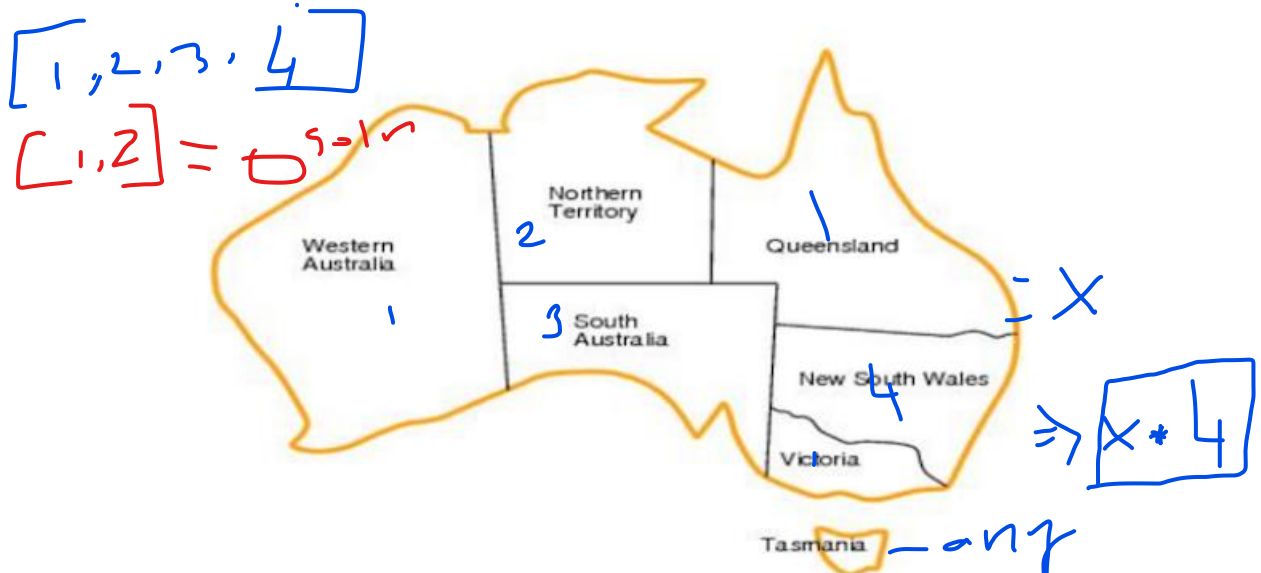 [1,2,3,4]
[1,2] = 0 soln
Northern
Territory
2
1
Queensland
Western
Australia
1
= X
3 South
Australia
New South Wales
4
⇒ X * 4
Victoria
1
Tasmania – any